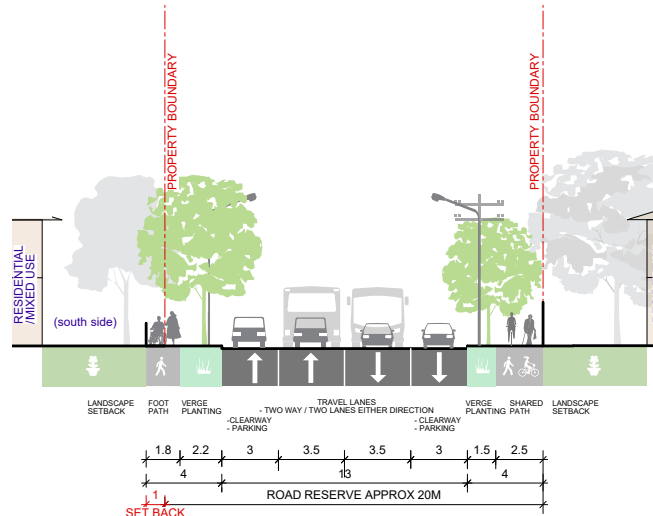 PROPERTY BOUNDARY
PROPERTY BOUNDARY
RESIDENTIAL
/MIXED USE
(south side)
LANDSCAPE
SETBACK
FOOT
PATH
VERGE
PLANTING
TRAVEL LANES
- TWO WAY / TWO LANES EITHER DIRECTION
-CLEARWAY
- PARKING
- CLEARWAY
- PARKING
VERGE
PLANTING
SHARED
PATH
LANDSCAPE
SETBACK
1.8 2.2 3 3.5 3.5 3 1.5 2.5
4 13 4
1 ROAD RESERVE APPROX 20M
SET BACK